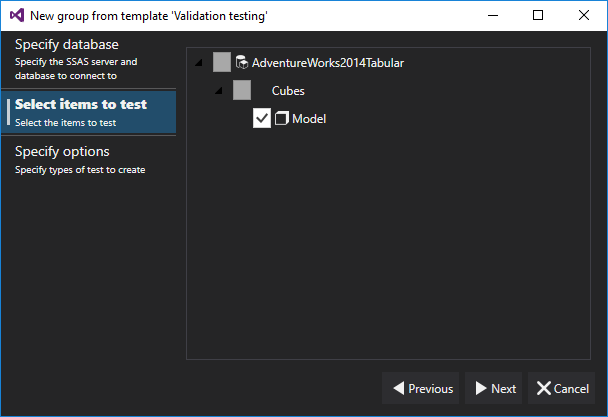 New group from template 'Validation testing'
Specify database
Specify the SSAS server and
database to connect to
Select items to test
Select the items to test
Specify options
Specify types of test to create
AdventureWorks2014Tabular
Cubes
Model
Previous
Next
Cancel